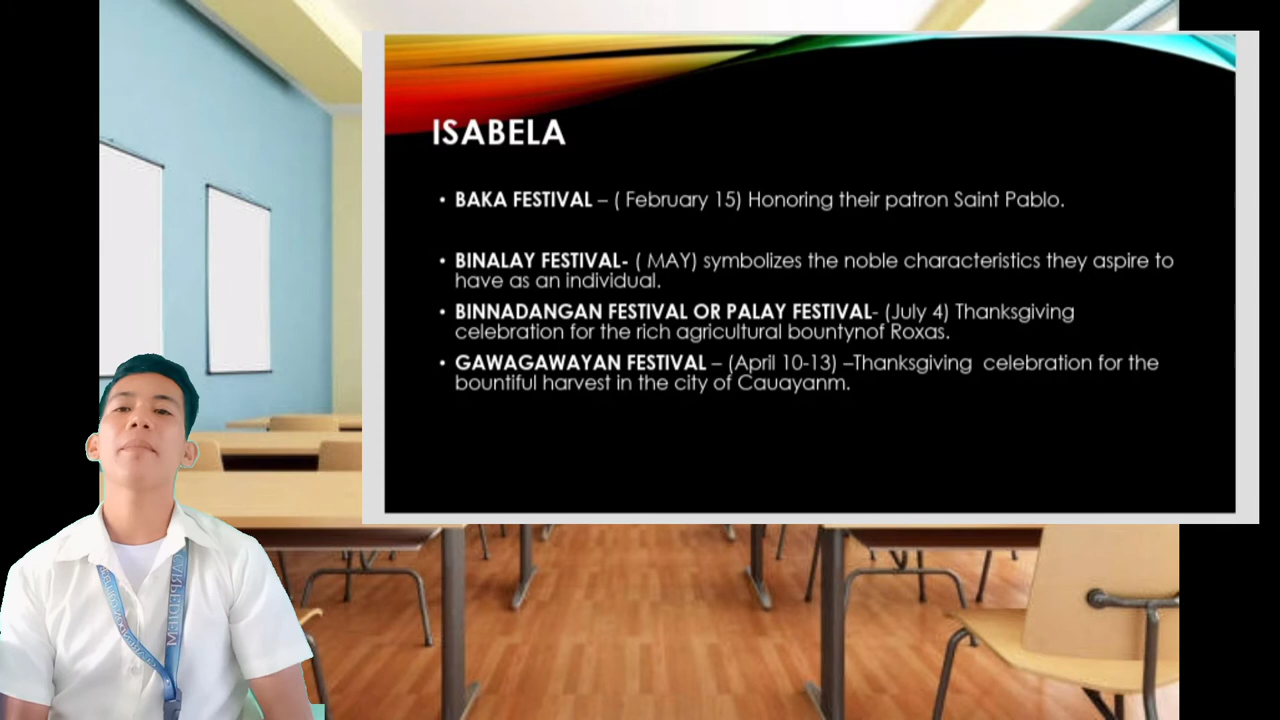 ISABELA
• BAKA FESTIVAL – ( February 15) Honoring their patron Saint Pablo.
• BINALAY FESTIVAL- ( MAY) symbolizes the noble characteristics they aspire to
have as an individual.
• BINNADANGAN FESTIVAL OR PALAY FESTIVAL- (July 4) Thanksgiving
celebration for the rich agricultural bountynof Roxas.
• GAWAGAWAYAN FESTIVAL – (April 10-13) –Thanksgiving  celebration for the
bountiful harvest in the city of Cauayanm.
CARPEDIEM